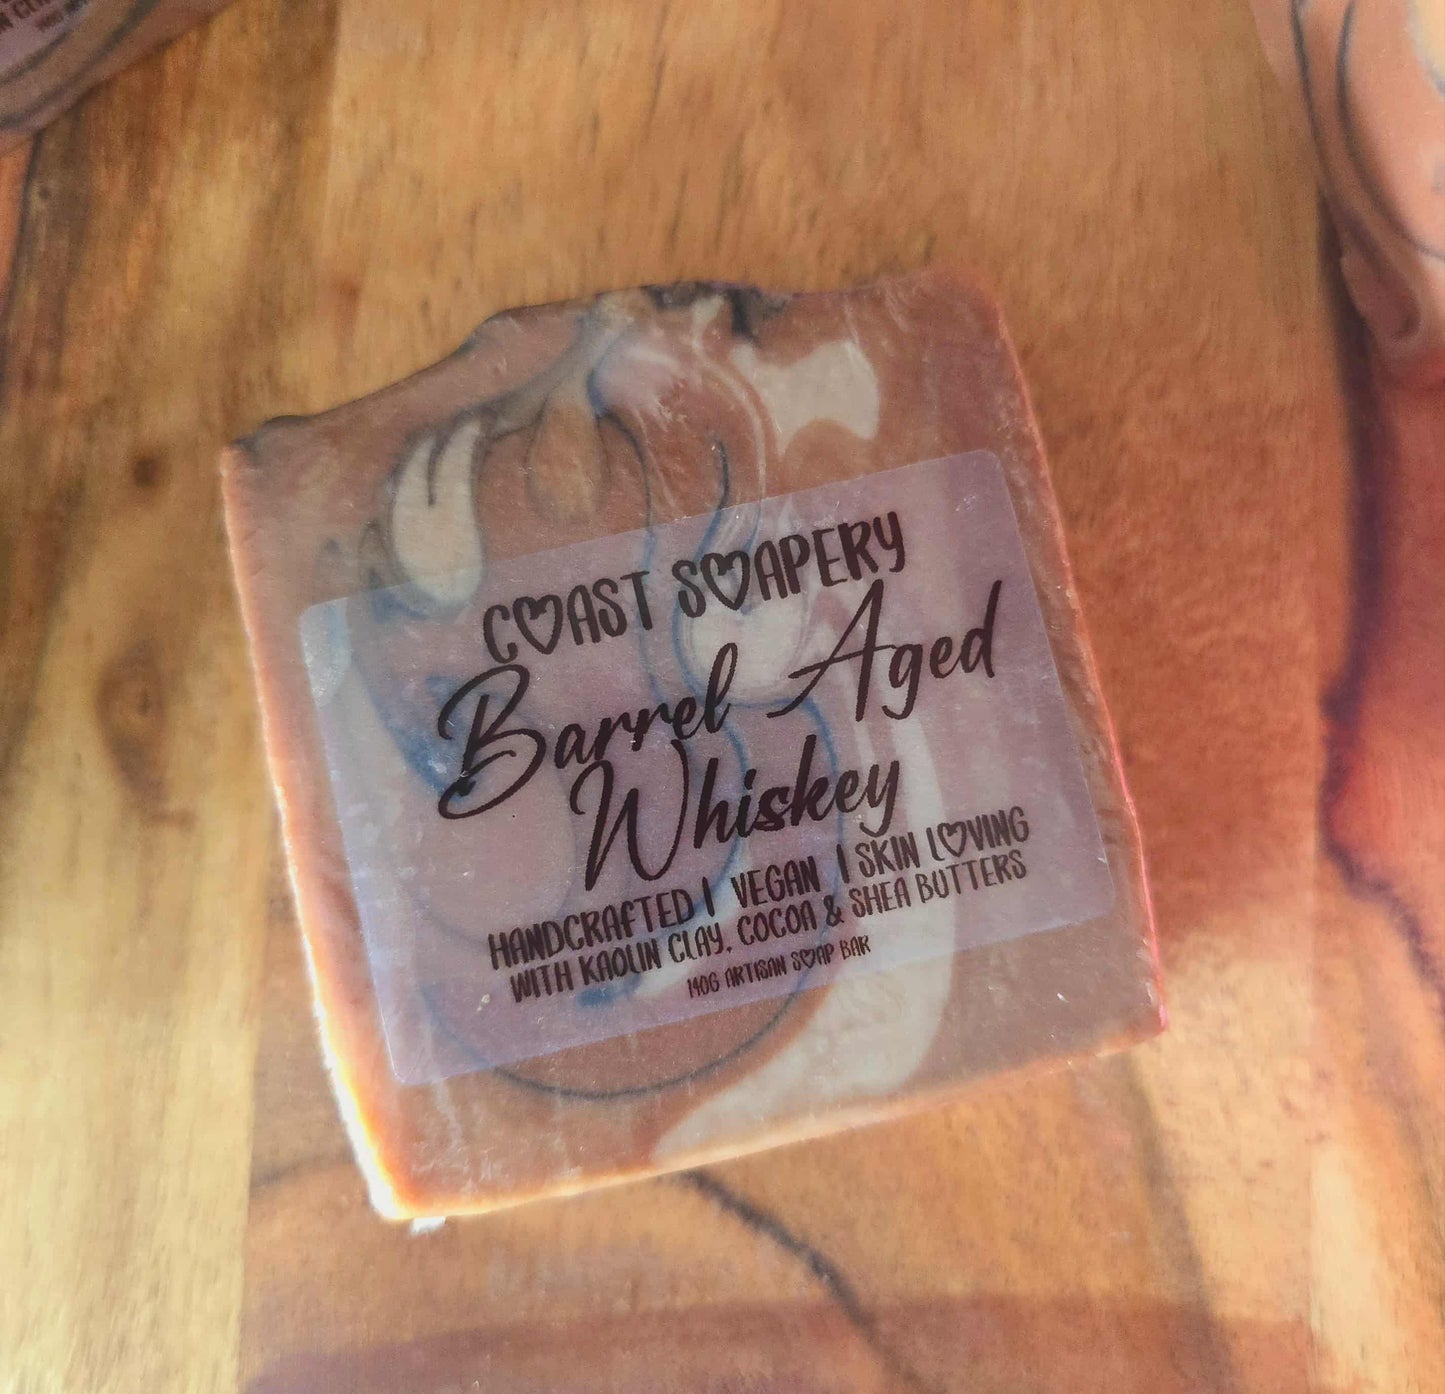 COAST SOAPERY
Barrel Aged
Whiskey
HANDCRAFTED | VEGAN | SKIN LOVING
WITH KAOLIN CLAY, COCOA & SHEA BUTTERS
140G ARTISAN SOAP BAR